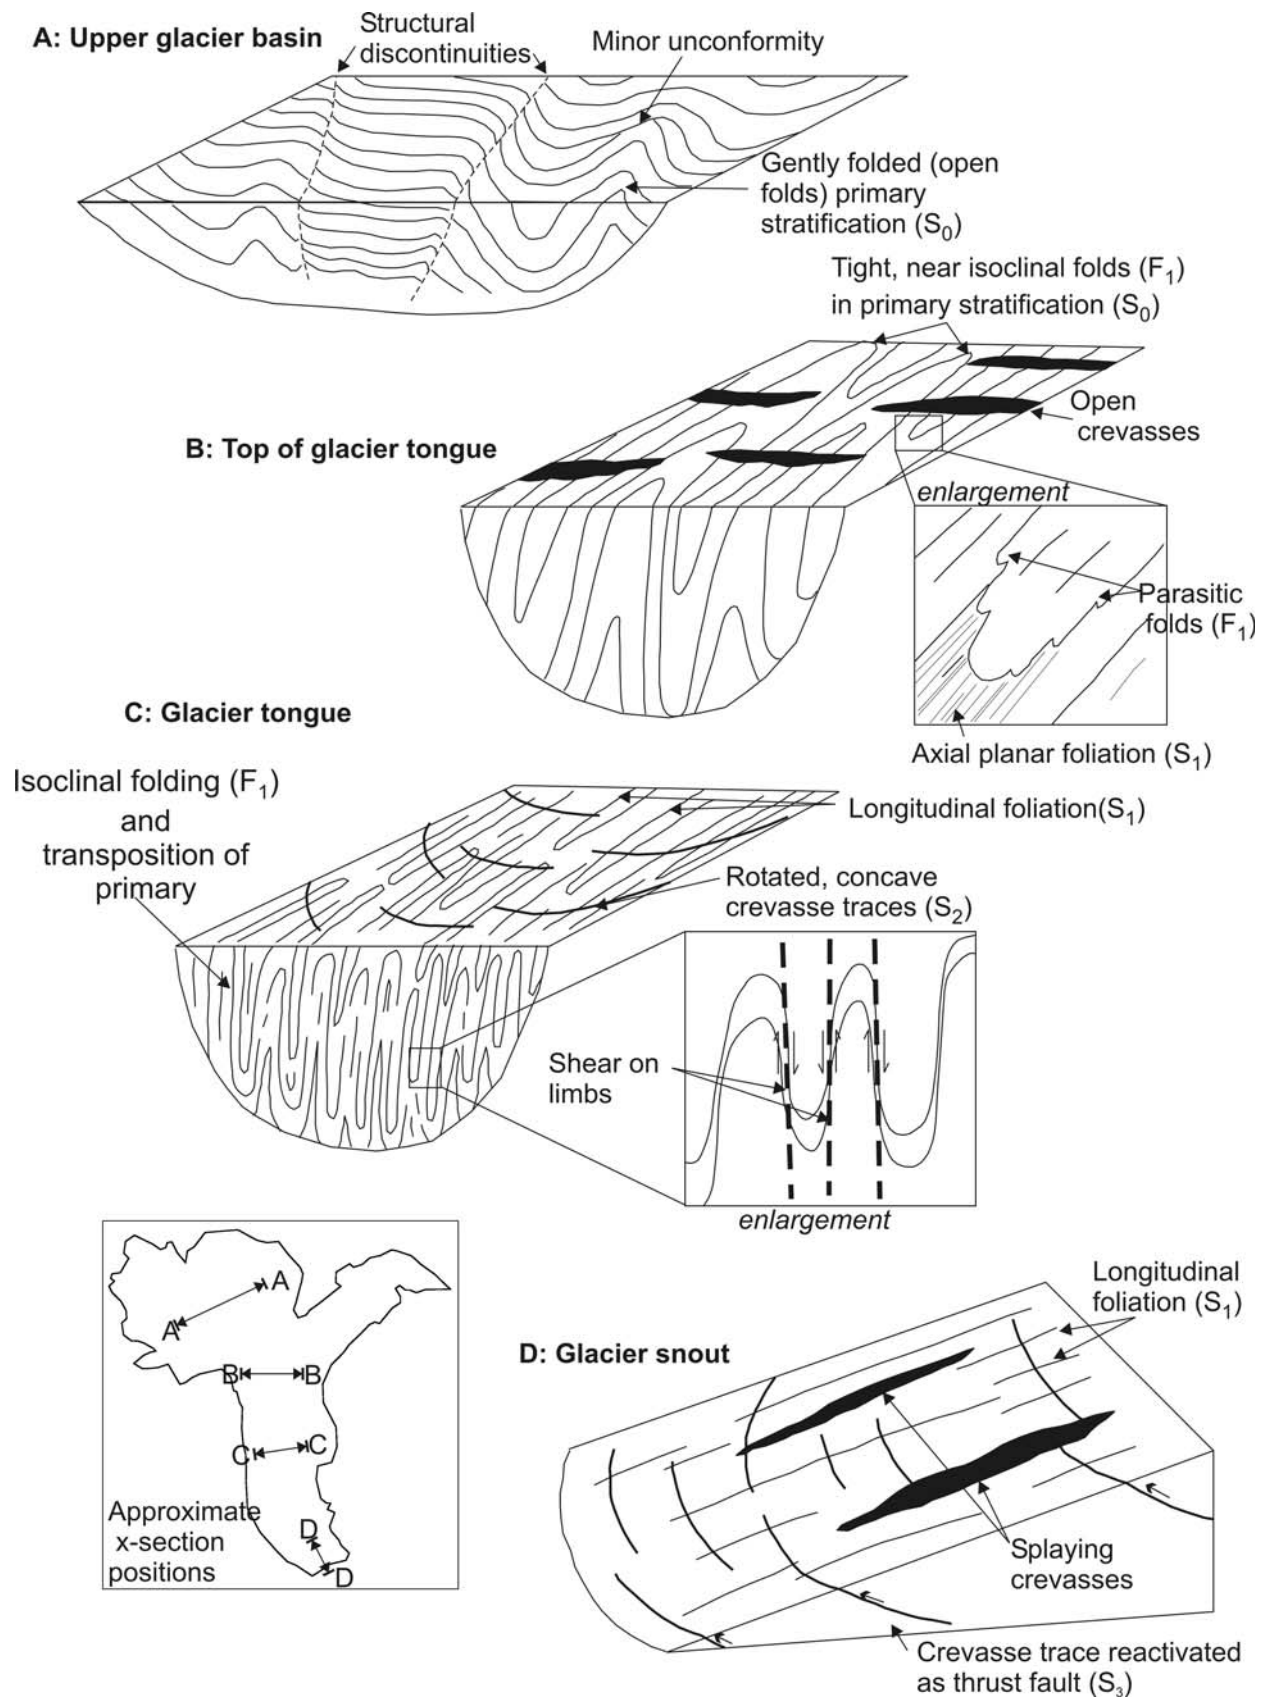 A: Upper glacier basin
Structural
discontinuities
Minor unconformity
Gently folded (open
folds) primary
stratification (S₀)
Tight, near isoclinal folds (F₁)
in primary stratification (S₀)
B: Top of glacier tongue
Open
crevasses
enlargement
Parasitic
folds (F₁)
Axial planar foliation (S₁)
C: Glacier tongue
Isoclinal folding (F₁)
and
transposition of
primary
Longitudinal foliation(S₁)
Rotated, concave
crevasse traces (S₂)
Shear on
limbs
enlargement
A
A
B
B
C
C
D
D
Approximate
x-section
positions
D: Glacier snout
Longitudinal
foliation (S₁)
Splaying
crevasses
Crevasse trace reactivated
as thrust fault (S₃)